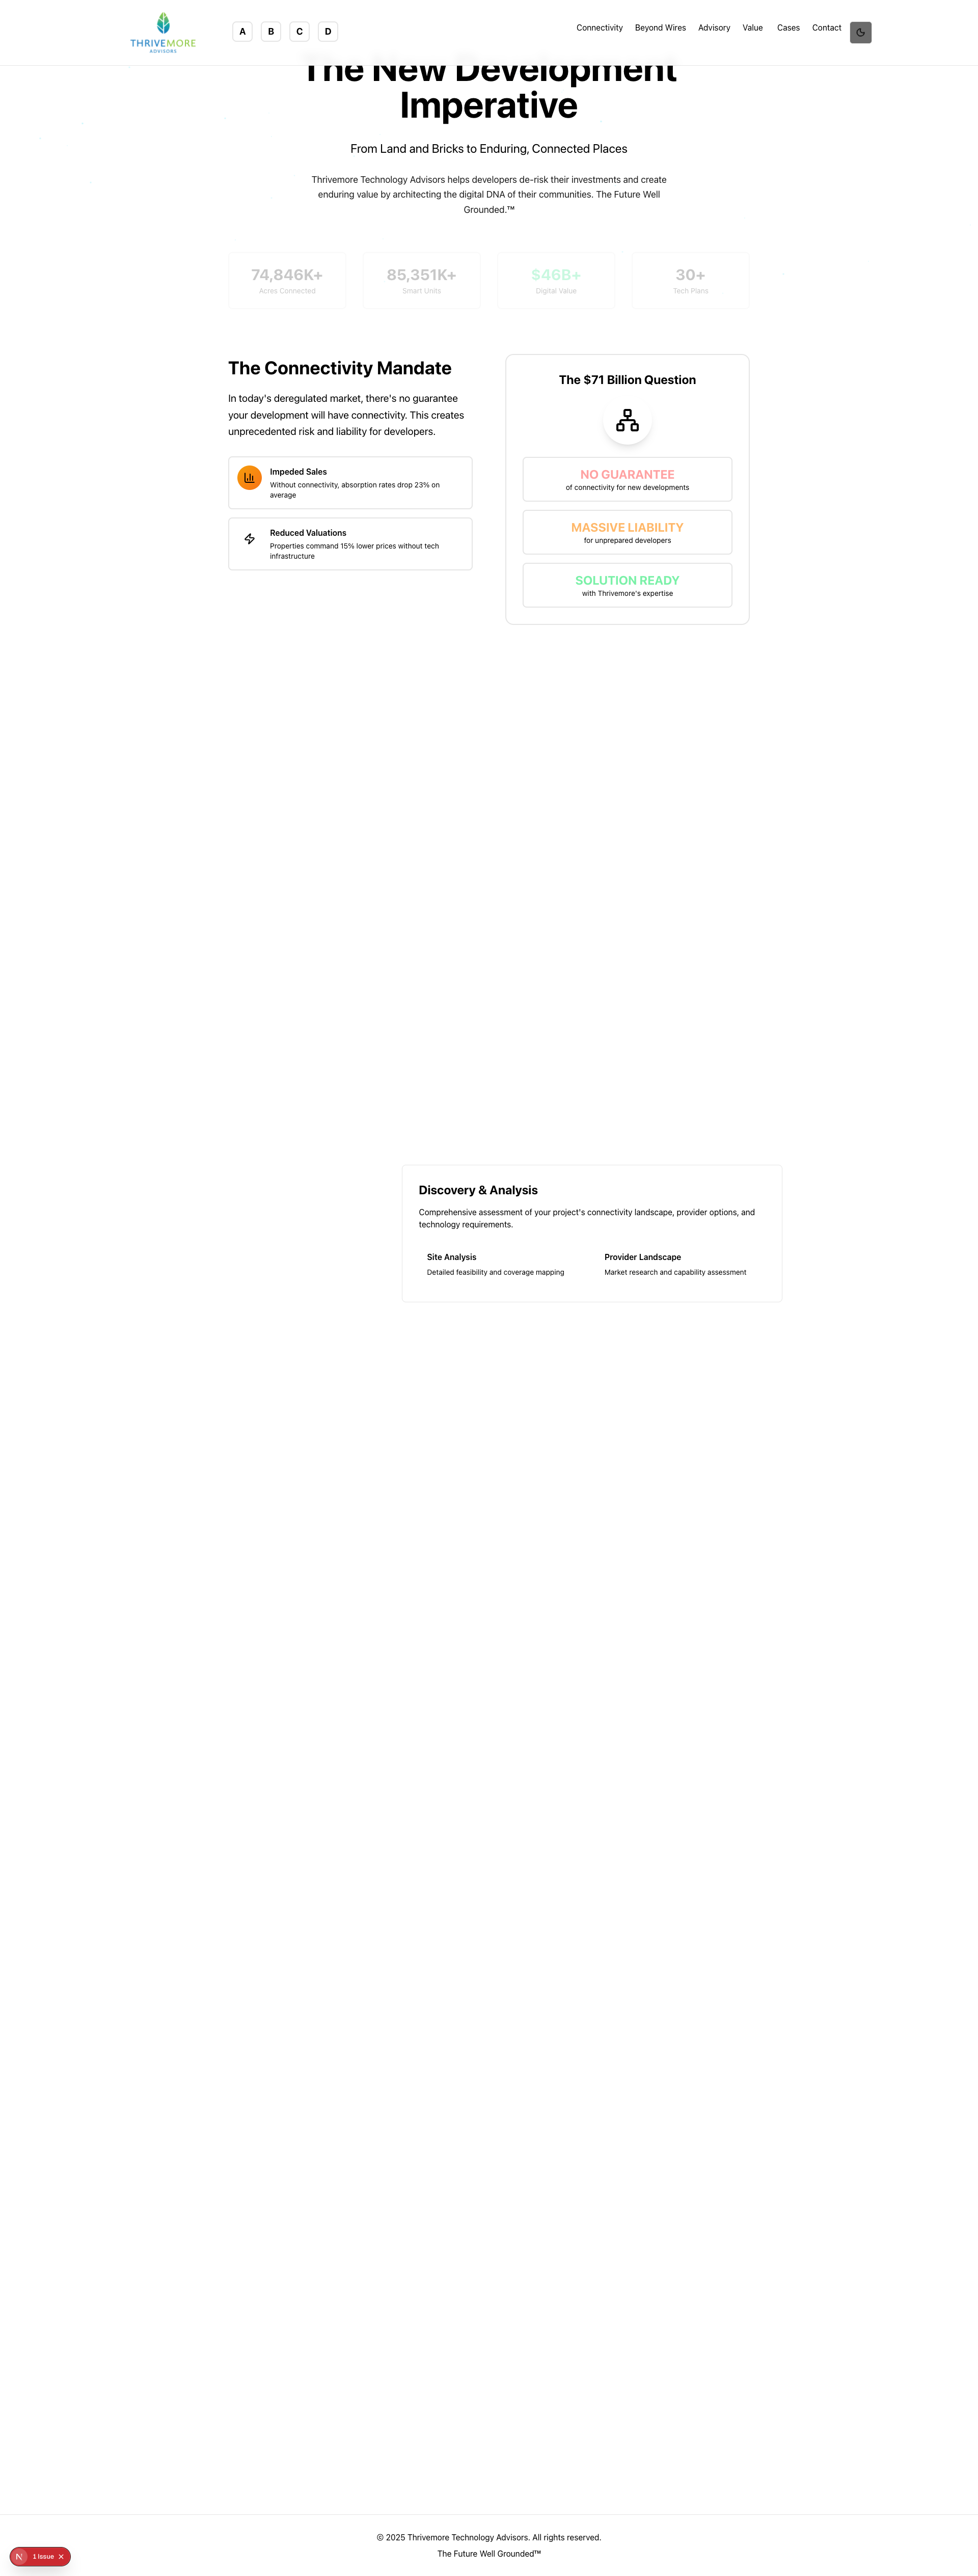 THRIVEMORE
ADVISORS
A B C D
Connectivity Beyond Wires Advisory Value Cases Contact
The New Development
Imperative
From Land and Bricks to Enduring, Connected Places
Thrivemore Technology Advisors helps developers de-risk their investments and create
enduring value by architecting the digital DNA of their communities. The Future Well
Grounded.™
74,846K+
Acres Connected
85,351K+
Smart Units
$46B+
Digital Value
30+
Tech Plans
The Connectivity Mandate
In today's deregulated market, there's no guarantee
your development will have connectivity. This creates
unprecedented risk and liability for developers.
Impeded Sales
Without connectivity, absorption rates drop 23% on
average
Reduced Valuations
Properties command 15% lower prices without tech
infrastructure
The $71 Billion Question
NO GUARANTEE
of connectivity for new developments
MASSIVE LIABILITY
for unprepared developers
SOLUTION READY
with Thrivemore's expertise
Discovery & Analysis
Comprehensive assessment of your project's connectivity landscape, provider options, and
technology requirements.
Site Analysis
Detailed feasibility and coverage mapping
Provider Landscape
Market research and capability assessment
© 2025 Thrivemore Technology Advisors. All rights reserved.
The Future Well Grounded™
N 1 Issue